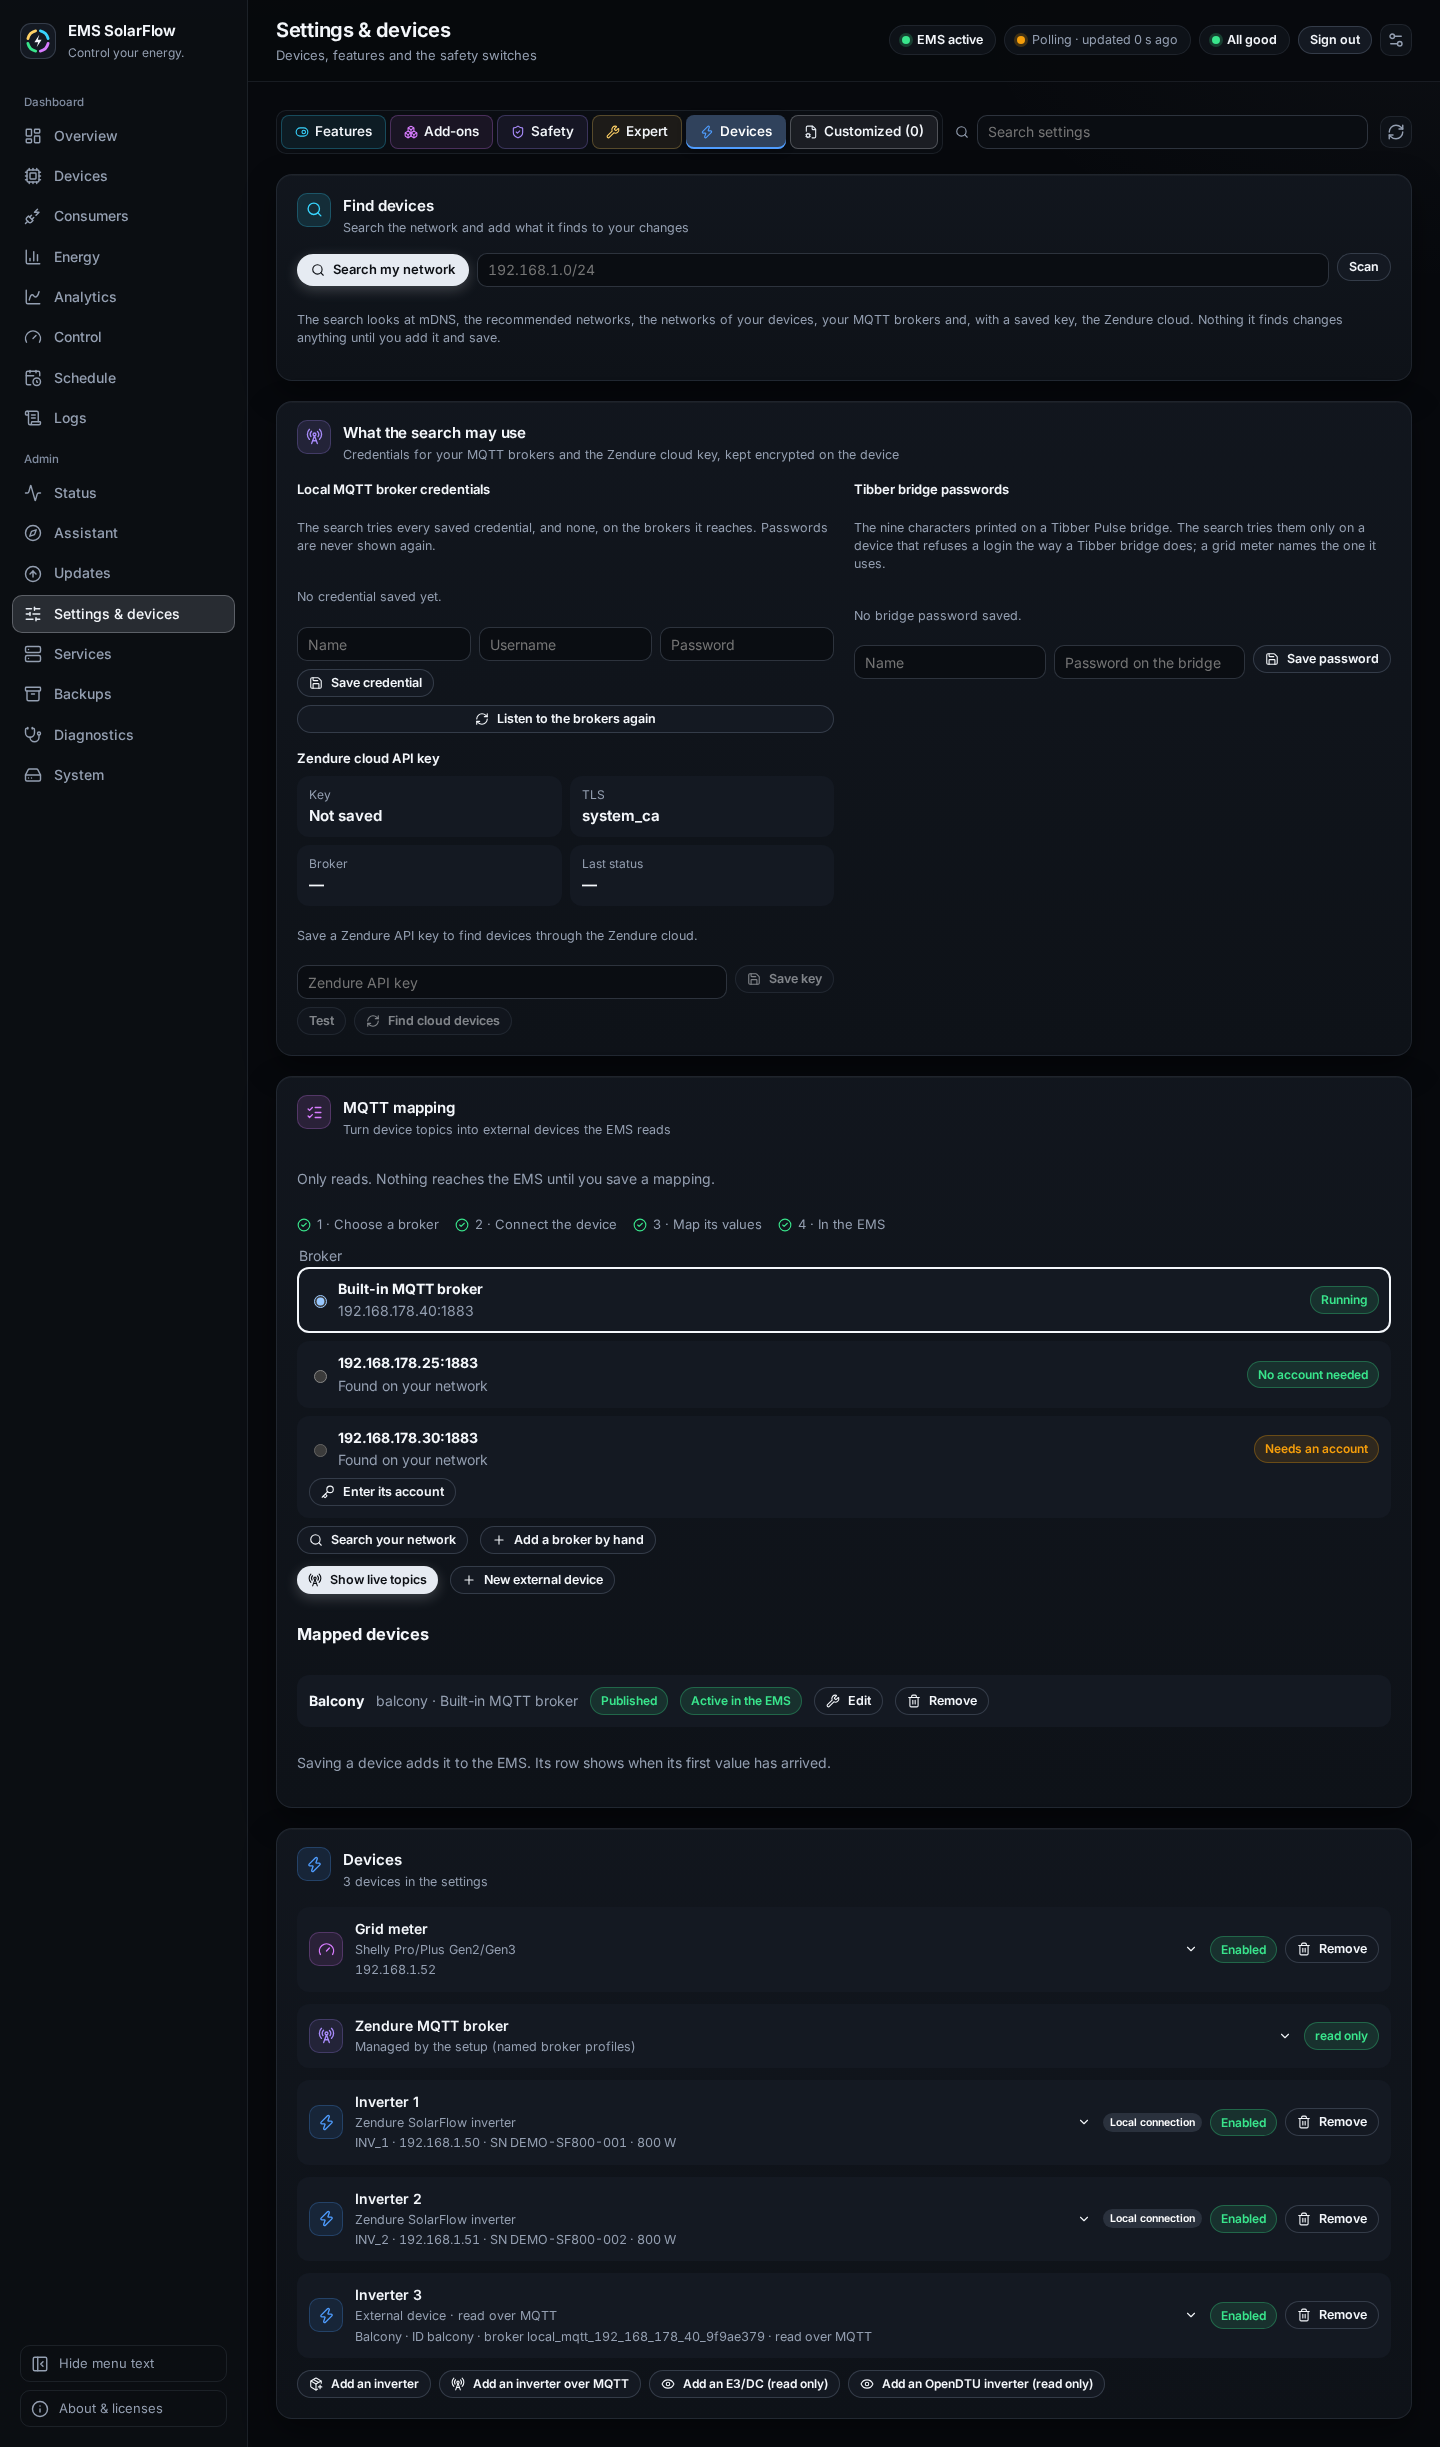 EMS SolarFlow
Control your energy.
Dashboard
Overview
Devices
Consumers
Energy
Analytics
Control
Schedule
Logs
Admin
Status
Assistant
Updates
Settings & devices
Services
Backups
Diagnostics
System
Hide menu text
About & licenses
Settings & devices
Devices, features and the safety switches
EMS active
Polling · updated 0 s ago
All good
Sign out
Features
Add-ons
Safety
Expert
Devices
Customized (0)
Search settings
Find devices
Search the network and add what it finds to your changes
Search my network
192.168.1.0/24
Scan
The search looks at mDNS, the recommended networks, the networks of your devices, your MQTT brokers and, with a saved key, the Zendure cloud. Nothing it finds changes
anything until you add it and save.
What the search may use
Credentials for your MQTT brokers and the Zendure cloud key, kept encrypted on the device
Local MQTT broker credentials
The search tries every saved credential, and none, on the brokers it reaches. Passwords
are never shown again.
No credential saved yet.
Name
Username
Password
Save credential
Listen to the brokers again
Tibber bridge passwords
The nine characters printed on a Tibber Pulse bridge. The search tries them only on a
device that refuses a login the way a Tibber bridge does; a grid meter names the one it
uses.
No bridge password saved.
Name
Password on the bridge
Save password
Zendure cloud API key
Key
Not saved
TLS
system_ca
Broker
—
Last status
—
Save a Zendure API key to find devices through the Zendure cloud.
Zendure API key
Save key
Test
Find cloud devices
MQTT mapping
Turn device topics into external devices the EMS reads
Only reads. Nothing reaches the EMS until you save a mapping.
1 · Choose a broker
2 · Connect the device
3 · Map its values
4 · In the EMS
Broker
Built-in MQTT broker
192.168.178.40:1883
Running
192.168.178.25:1883
Found on your network
No account needed
192.168.178.30:1883
Found on your network
Needs an account
Enter its account
Search your network
Add a broker by hand
Show live topics
New external device
Mapped devices
Balcony
balcony · Built-in MQTT broker
Published
Active in the EMS
Edit
Remove
Saving a device adds it to the EMS. Its row shows when its first value has arrived.
Devices
3 devices in the settings
Grid meter
Shelly Pro/Plus Gen2/Gen3
192.168.1.52
Enabled
Remove
Zendure MQTT broker
Managed by the setup (named broker profiles)
read only
Inverter 1
Zendure SolarFlow inverter
INV_1 · 192.168.1.50 · SN DEMO-SF800-001 · 800 W
Local connection
Enabled
Remove
Inverter 2
Zendure SolarFlow inverter
INV_2 · 192.168.1.51 · SN DEMO-SF800-002 · 800 W
Local connection
Enabled
Remove
Inverter 3
External device · read over MQTT
Balcony · ID balcony · broker local_mqtt_192_168_178_40_9f9ae379 · read over MQTT
Enabled
Remove
Add an inverter
Add an inverter over MQTT
Add an E3/DC (read only)
Add an OpenDTU inverter (read only)